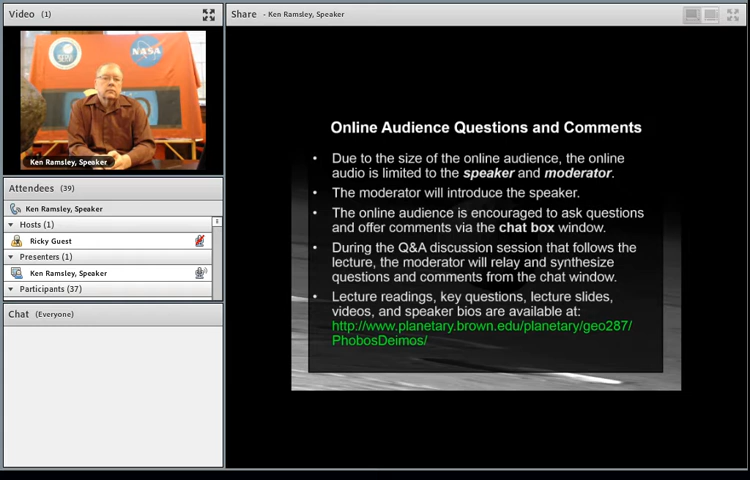 Video (1)
SERVI
NASA
Ken Ramsley, Speaker
Attendees (39)
Ken Ramsley, Speaker
Hosts (1)
Ricky Guest
Presenters (1)
Ken Ramsley, Speaker
Participants (37)
Chat (Everyone)
Share - Ken Ramsley, Speaker
Online Audience Questions and Comments
• Due to the size of the online audience, the online
audio is limited to the speaker and moderator.
• The moderator will introduce the speaker.
• The online audience is encouraged to ask questions
and offer comments via the chat box window.
• During the Q&A discussion session that follows the
lecture, the moderator will relay and synthesize
questions and comments from the chat window.
• Lecture readings, key questions, lecture slides,
videos, and speaker bios are available at:
http://www.planetary.brown.edu/planetary/geo287/
PhobosDeimos/